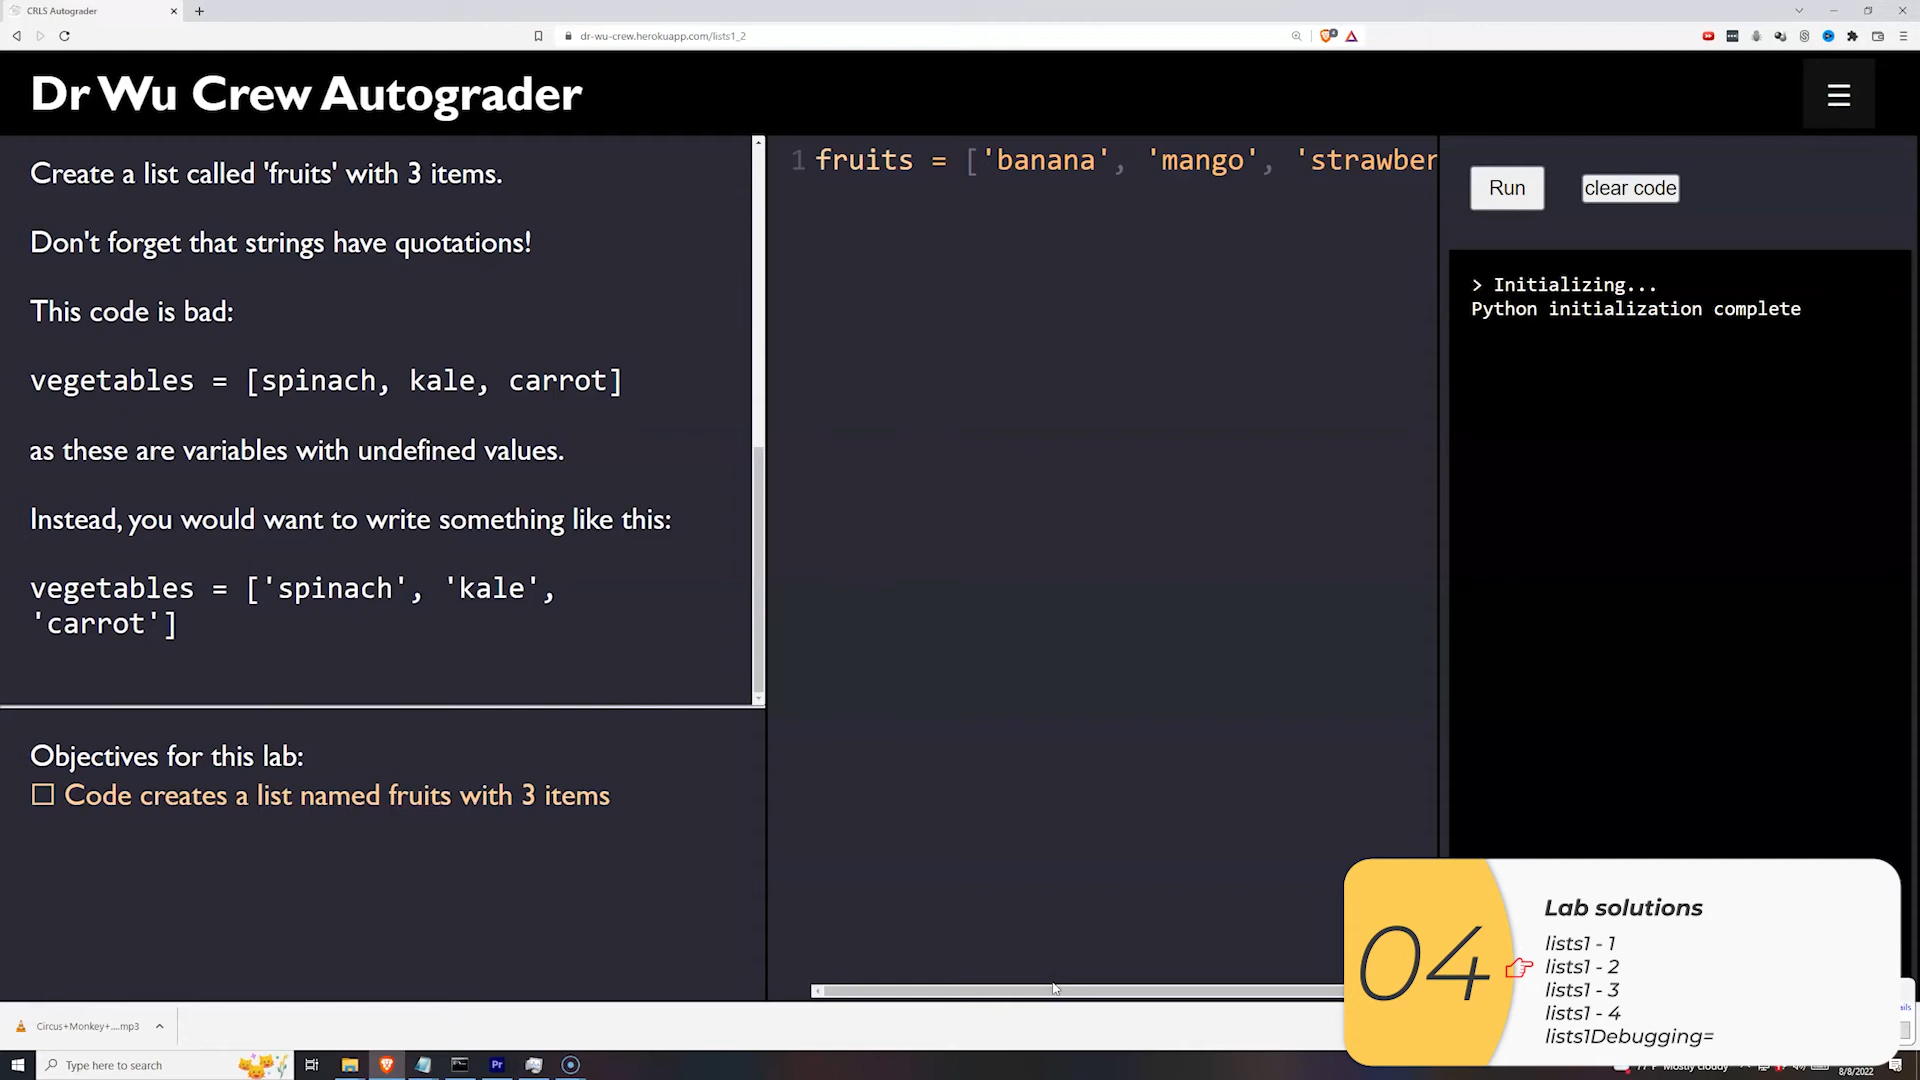 CRLS Autograder
dr-wu-crew.herokuapp.com/lists1_2
Dr Wu Crew Autograder
Create a list called 'fruits' with 3 items.
Don't forget that strings have quotations!
This code is bad:
vegetables = [spinach, kale, carrot]
as these are variables with undefined values.
Instead, you would want to write something like this:
vegetables = ['spinach', 'kale',
'carrot']
Objectives for this lab:
Code creates a list named fruits with 3 items
1 fruits = ['banana', 'mango', 'strawber
Run
clear code
> Initializing...
Python initialization complete
04
Lab solutions
lists1 - 1
lists1 - 2
lists1 - 3
lists1 - 4
lists1Debugging=
Circus+Monkey+....mp3
Type here to search
Pr
Mostly cloudy
8/8/2022